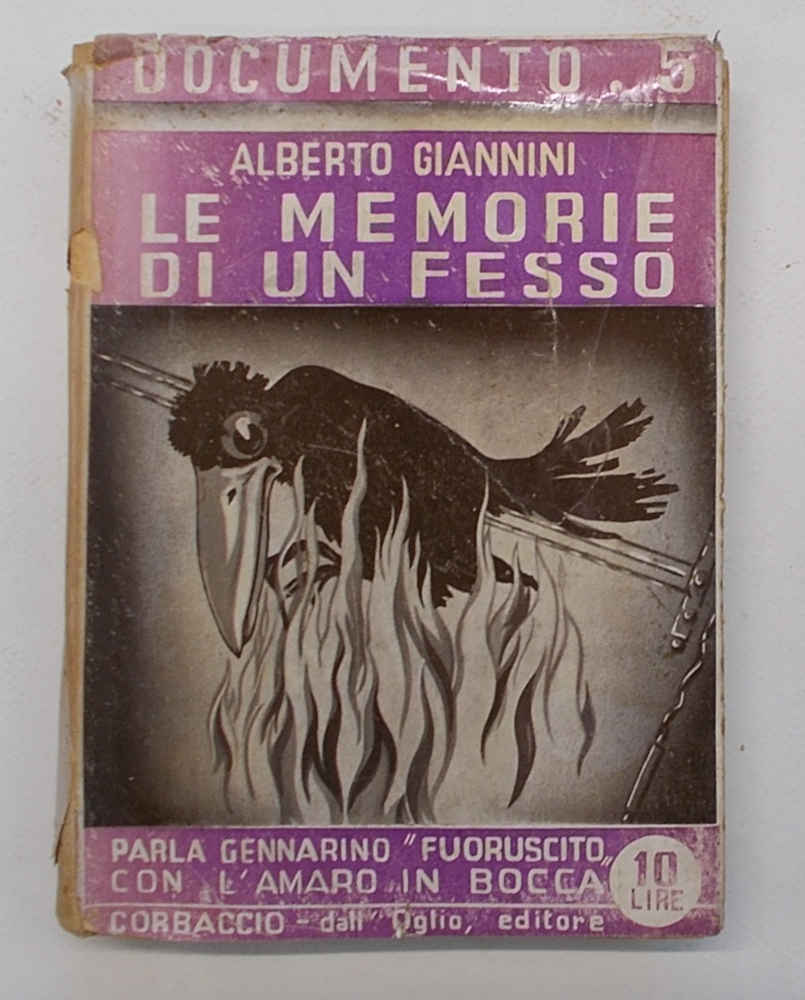 DOCUMENTO. 5
ALBERTO GIANNINI
LE MEMORIE
DI UN FESSO
PARLA GENNARINO "FUORUSCITO„
CON L'AMARO IN BOCCA
10
LIRE
CORBACCIO - dall'Oglio, editore